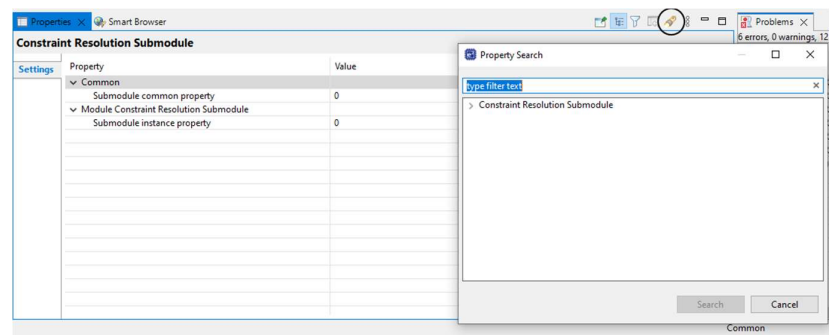 Properties
Smart Browser
Problems
6 errors, 0 warnings, 12
Constraint Resolution Submodule
Settings
Property Value
Common
Submodule common property 0
Module Constraint Resolution Submodule
Submodule instance property 0
Property Search
type filter text
Constraint Resolution Submodule
Search Cancel
Common